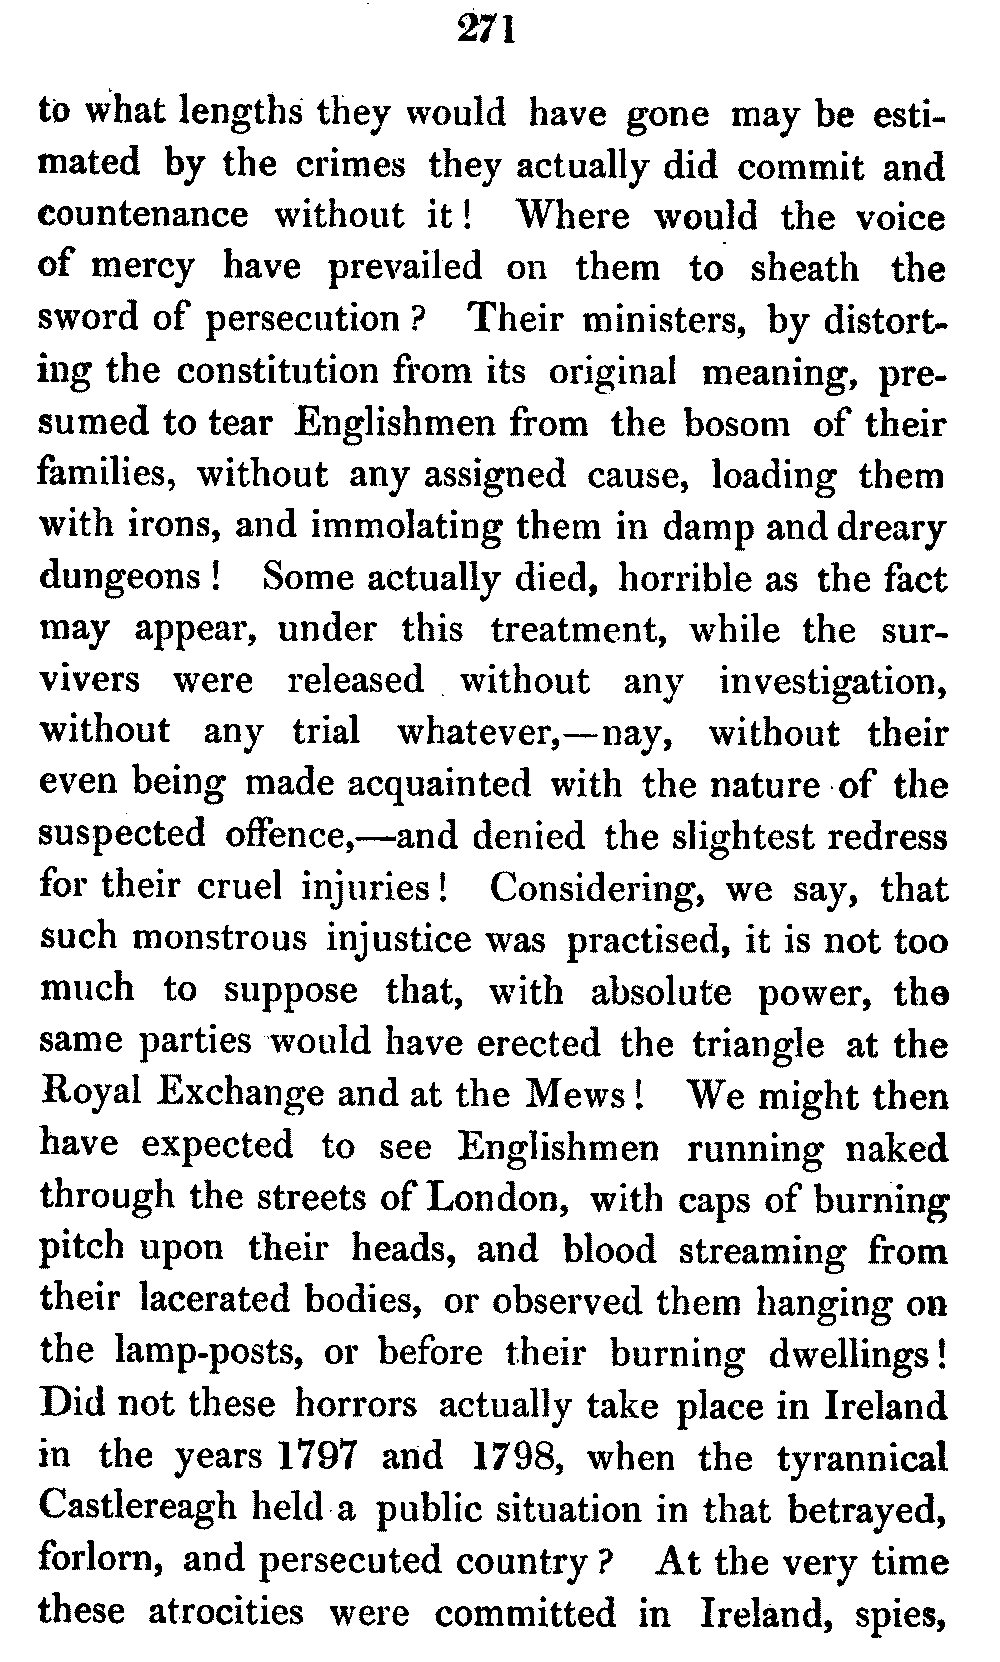 271
to what lengths they would have gone may be esti-
mated by the crimes they actually did commit and
countenance without it! Where would the voice
of mercy have prevailed on them to sheath the
sword of persecution? Their ministers, by distort-
ing the constitution from its original meaning, pre-
sumed to tear Englishmen from the bosom of their
families, without any assigned cause, loading them
with irons, and immolating them in damp and dreary
dungeons! Some actually died, horrible as the fact
may appear, under this treatment, while the sur-
vivers were released without any investigation,
without any trial whatever,—nay, without their
even being made acquainted with the nature of the
suspected offence,—and denied the slightest redress
for their cruel injuries! Considering, we say, that
such monstrous injustice was practised, it is not too
much to suppose that, with absolute power, the
same parties would have erected the triangle at the
Royal Exchange and at the Mews! We might then
have expected to see Englishmen running naked
through the streets of London, with caps of burning
pitch upon their heads, and blood streaming from
their lacerated bodies, or observed them hanging on
the lamp-posts, or before their burning dwellings!
Did not these horrors actually take place in Ireland
in the years 1797 and 1798, when the tyrannical
Castlereagh held a public situation in that betrayed,
forlorn, and persecuted country? At the very time
these atrocities were committed in Ireland, spies,